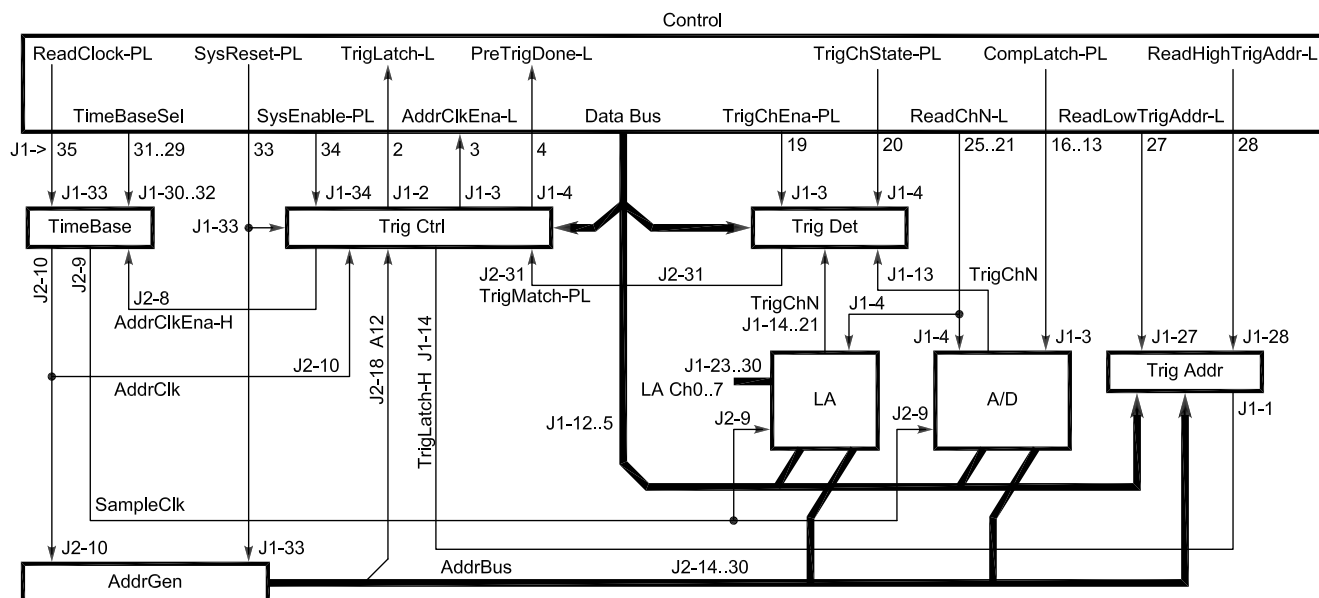 Control
ReadClock-PL SysReset-PL TrigLatch-L PreTrigDone-L TrigChState-PL CompLatch-PL ReadHighTrigAddr-L
TimeBaseSel SysEnable-PL AddrClkEna-L Data Bus TrigChEna-PL ReadChN-L ReadLowTrigAddr-L
J1-> 35 31..29 33 34 2 3 4 19 20 25..21 16..13 27 28
J1-33 J1-30..32 J1-34 J1-2 J1-3 J1-4 J1-3 J1-4
TimeBase J1-33 Trig Ctrl Trig Det
J2-10 J2-9 J2-31 J2-31 J1-13 TrigChN
J2-8 TrigMatch-PL TrigChN J1-4
AddrClkEna-H J1-14..21
A12 J1-14 J1-4 J1-3 J1-27 J1-28
J2-10 J2-18 J1-23..30 Trig Addr
AddrClk LA Ch0..7 LA A/D J1-1
TrigLatch-H J1-12..5 J2-9 J2-9
SampleClk
J2-10 J1-33
AddrGen AddrBus J2-14..30